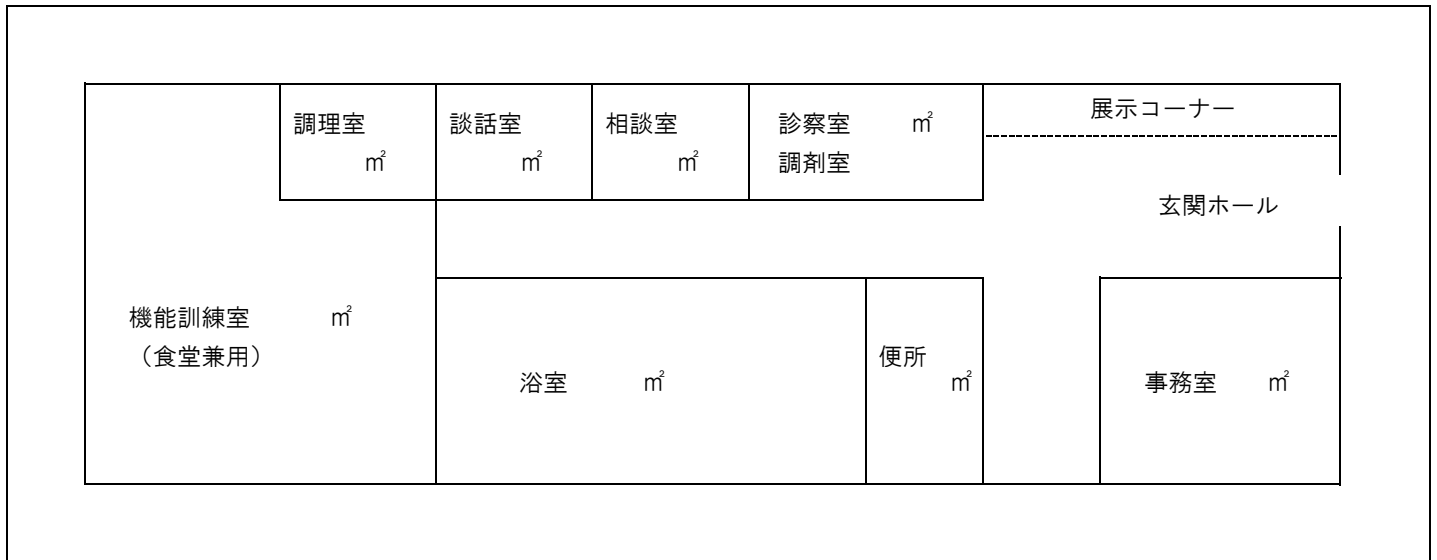 調理室
㎡
談話室
㎡
相談室
㎡
診察室　㎡
調剤室
展示コーナー
玄関ホール
機能訓練室　㎡
（食堂兼用）
浴室　㎡
便所
㎡
事務室　㎡